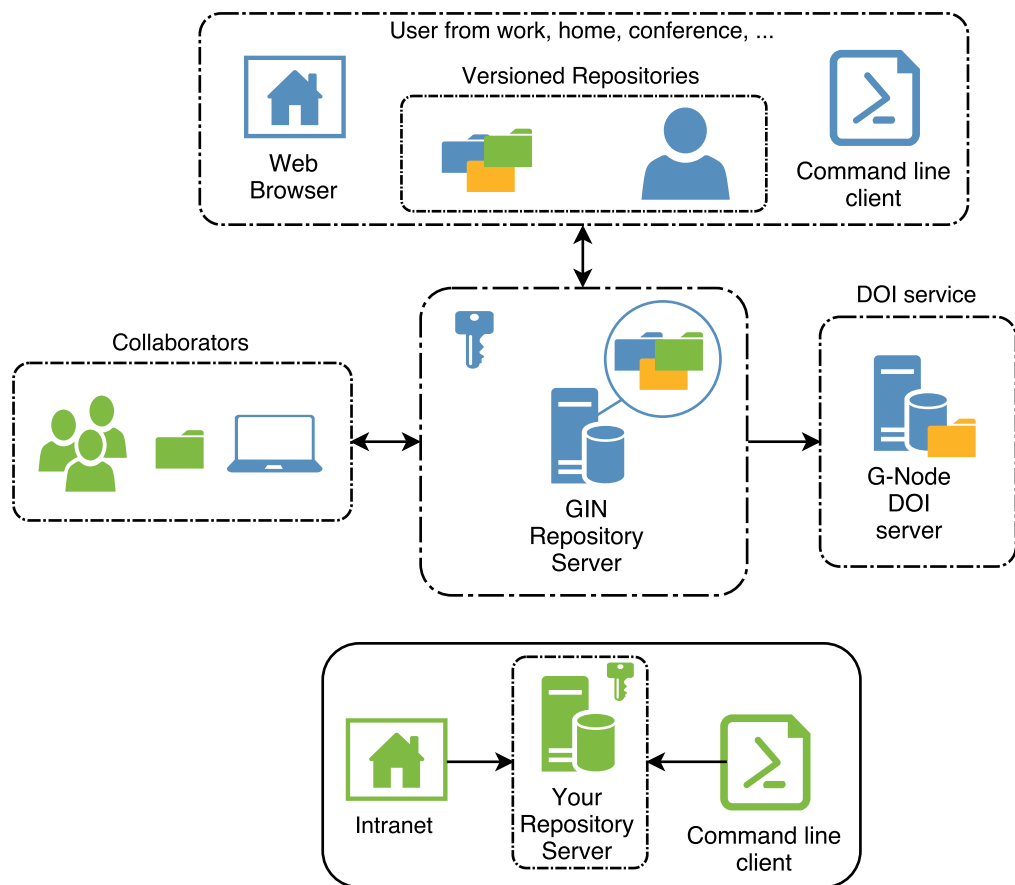 User from work, home, conference, ...
Versioned Repositories
Web
Browser
Command line
client
Collaborators
GIN
Repository
Server
DOI service
G-Node
DOI
server
Intranet
Your
Repository
Server
Command line
client